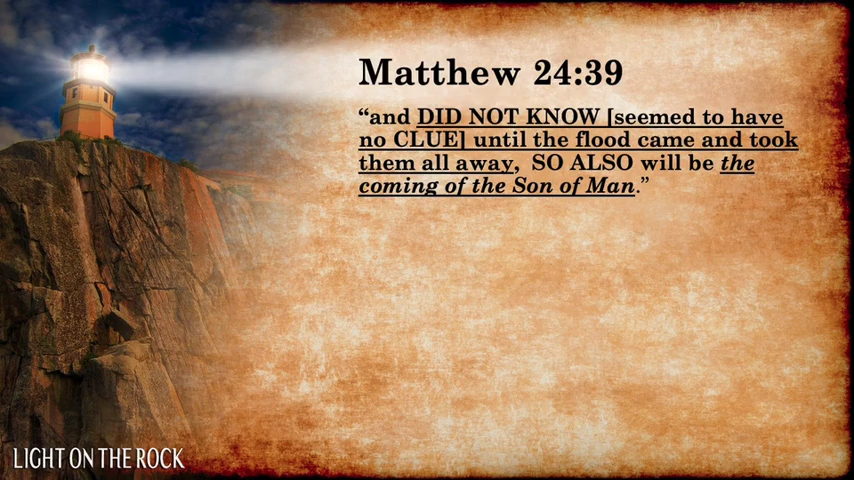 Matthew 24:39
“and DID NOT KNOW [seemed to have
no CLUE] until the flood came and took
them all away,  SO ALSO will be the
coming of the Son of Man.”
LIGHT ON THE ROCK